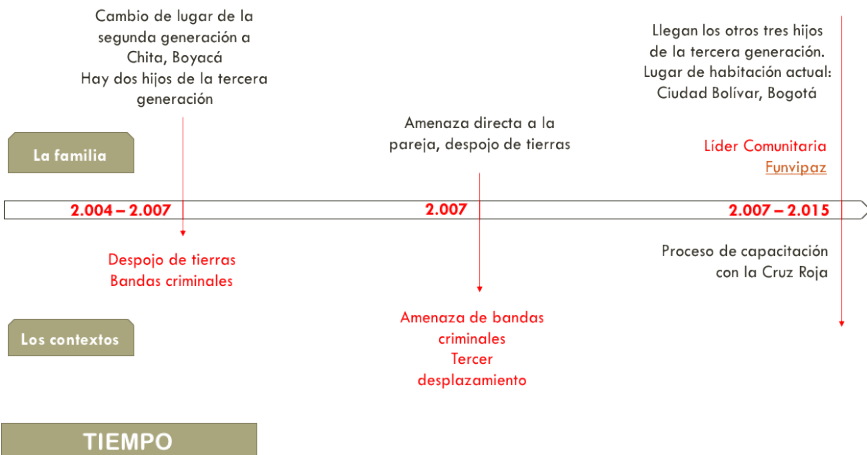 Cambio de lugar de la
segunda generación a
Chita, Boyacá
Hay dos hijos de la tercera
generación
Amenaza directa a la
pareja, despojo de tierras
Llegan los otros tres hijos
de la tercera generación.
Lugar de habitación actual:
Ciudad Bolívar, Bogotá
Líder Comunitaria
Funvipaz
La familia
2.004 – 2.007
2.007
2.007 – 2.015
Despojo de tierras
Bandas criminales
Amenaza de bandas
criminales
Tercer
desplazamiento
Proceso de capacitación
con la Cruz Roja
Los contextos
TIEMPO